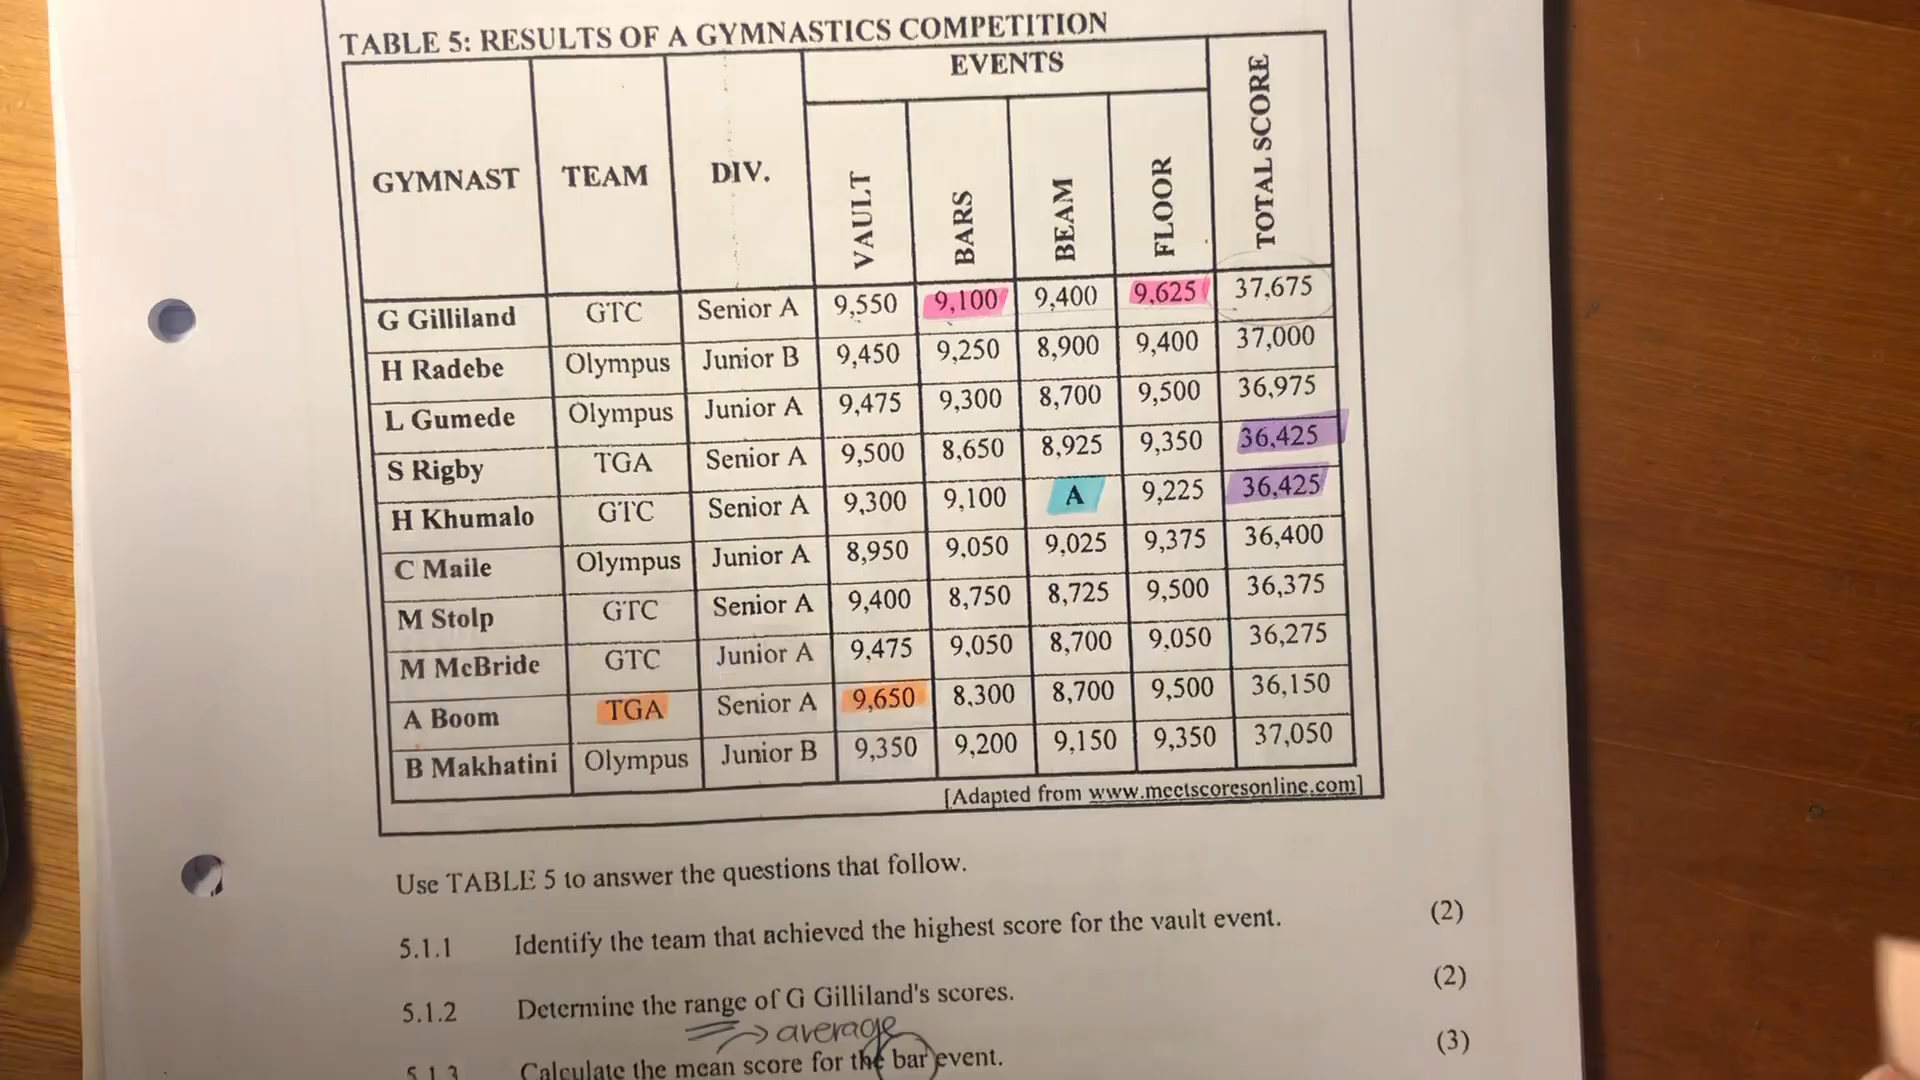 TABLE 5: RESULTS OF A GYMNASTICS COMPETITION
GYMNAST TEAM DIV. EVENTS TOTAL SCORE
VAULT BARS BEAM FLOOR
G Gilliland GTC Senior A 9,550 9,100 9,400 9,625 37,675
H Radebe Olympus Junior B 9,450 9,250 8,900 9,400 37,000
L Gumede Olympus Junior A 9,475 9,300 8,700 9,500 36,975
S Rigby TGA Senior A 9,500 8,650 8,925 9,350 36,425
H Khumalo GTC Senior A 9,300 9,100 A 9,225 36,425
C Maile Olympus Junior A 8,950 9,050 9,025 9,375 36,400
M Stolp GTC Senior A 9,400 8,750 8,725 9,500 36,375
M McBride GTC Junior A 9,475 9,050 8,700 9,050 36,275
A Boom TGA Senior A 9,650 8,300 8,700 9,500 36,150
B Makhatini Olympus Junior B 9,350 9,200 9,150 9,350 37,050
[Adapted from www.meetscoresonline.com]
Use TABLE 5 to answer the questions that follow.
5.1.1 Identify the team that achieved the highest score for the vault event. (2)
5.1.2 Determine the range of G Gilliland's scores. (2)
→ average
5.1.3 Calculate the mean score for the bar event. (3)